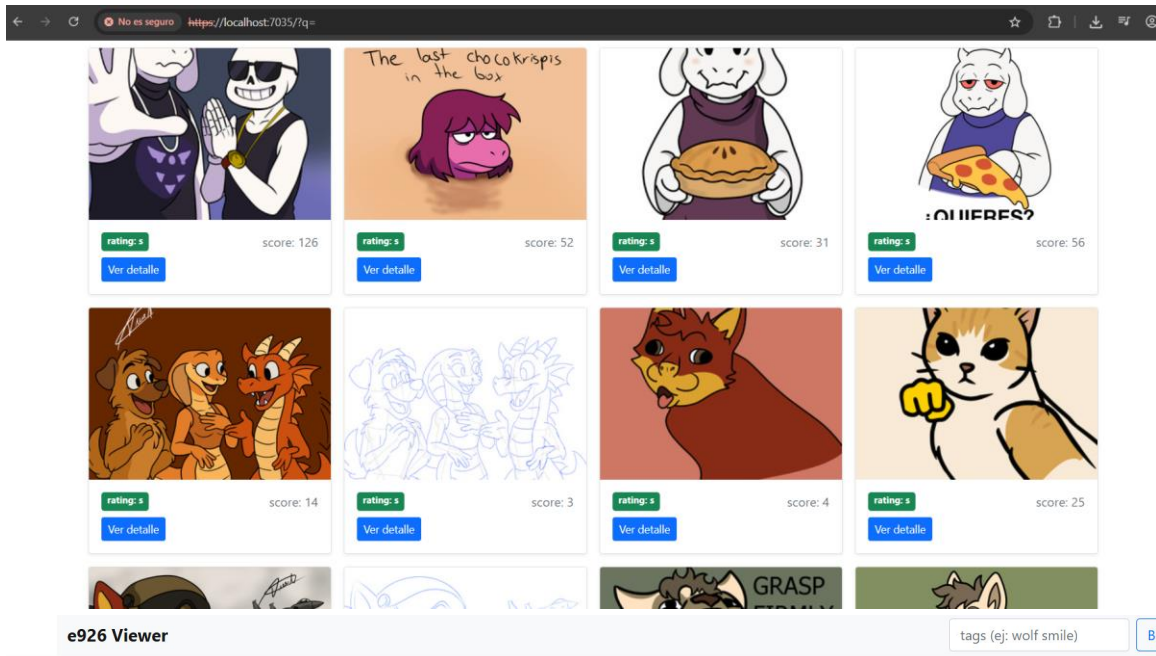 No es seguro https://localhost:7035/?q=
The last chocokrispis
in the box
¿QUIERES?
rating: s score: 126 rating: s score: 52 rating: s score: 31 rating: s score: 56
Ver detalle Ver detalle Ver detalle Ver detalle
rating: s score: 14 rating: s score: 3 rating: s score: 4 rating: s score: 25
Ver detalle Ver detalle Ver detalle Ver detalle
GRASP
FIRMLY
e926 Viewer tags (ej: wolf smile) B